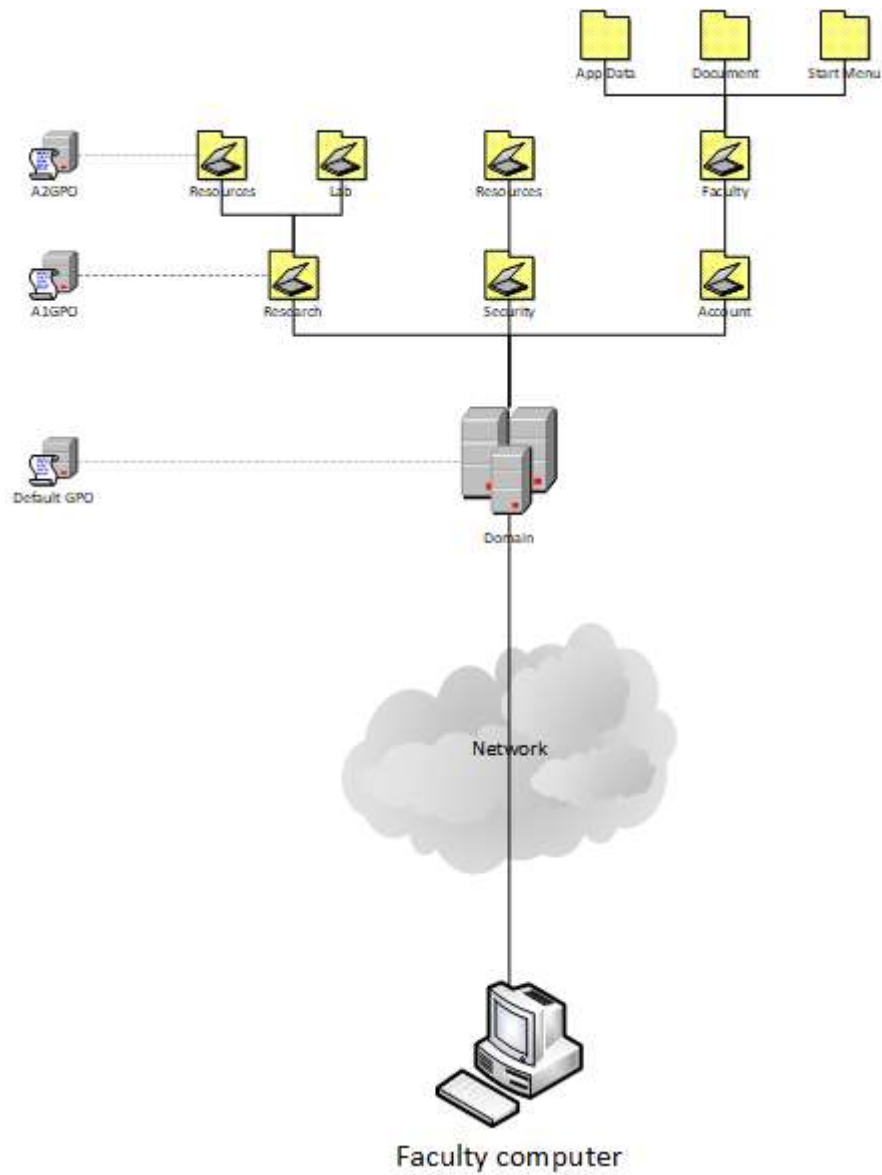 App Data
Document
Start Menu
A2GPO
Resources
Lab
Resources
Faculty
A1GPO
Research
Security
Account
Default GPO
Domain
Network
Faculty computer